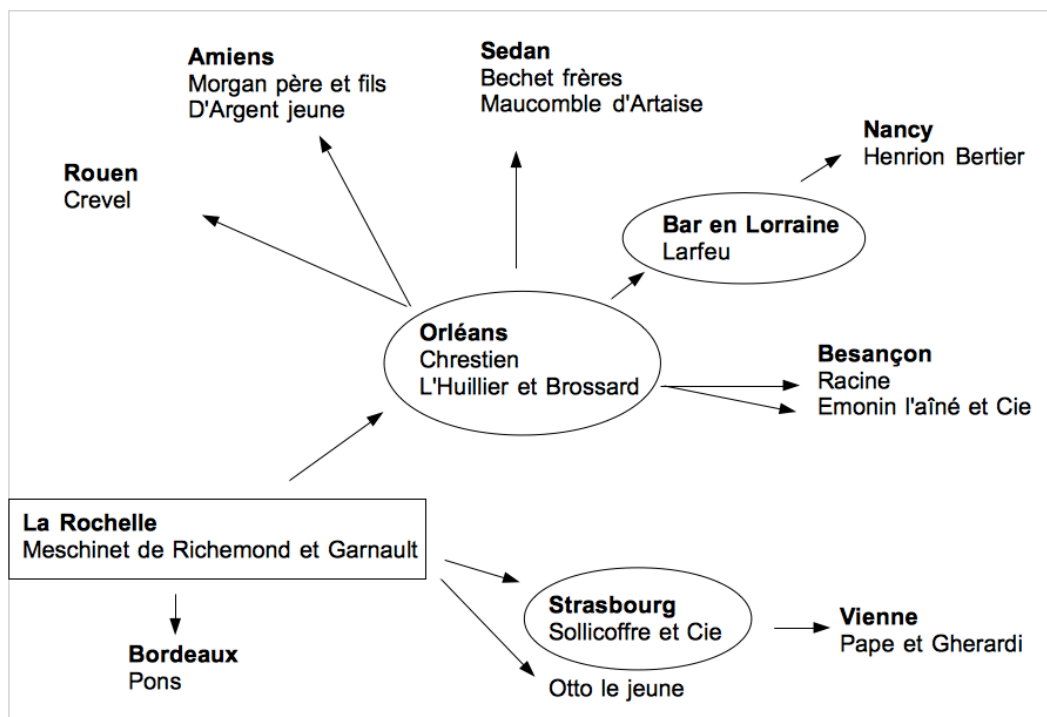 Amiens
Morgan père et fils
D'Argent jeune
Sedan
Bechet frères
Maucomble d'Artaise
Nancy
Henrion Bertier
Rouen
Crevel
Bar en Lorraine
Larfeu
Orléans
Chrestien
L'Huillier et Brossard
Besançon
Racine
Emonin l'aîné et Cie
La Rochelle
Meschinet de Richemond et Garnault
Strasbourg
Sollicoffre et Cie
Otto le jeune
Vienne
Pape et Gherardi
Bordeaux
Pons